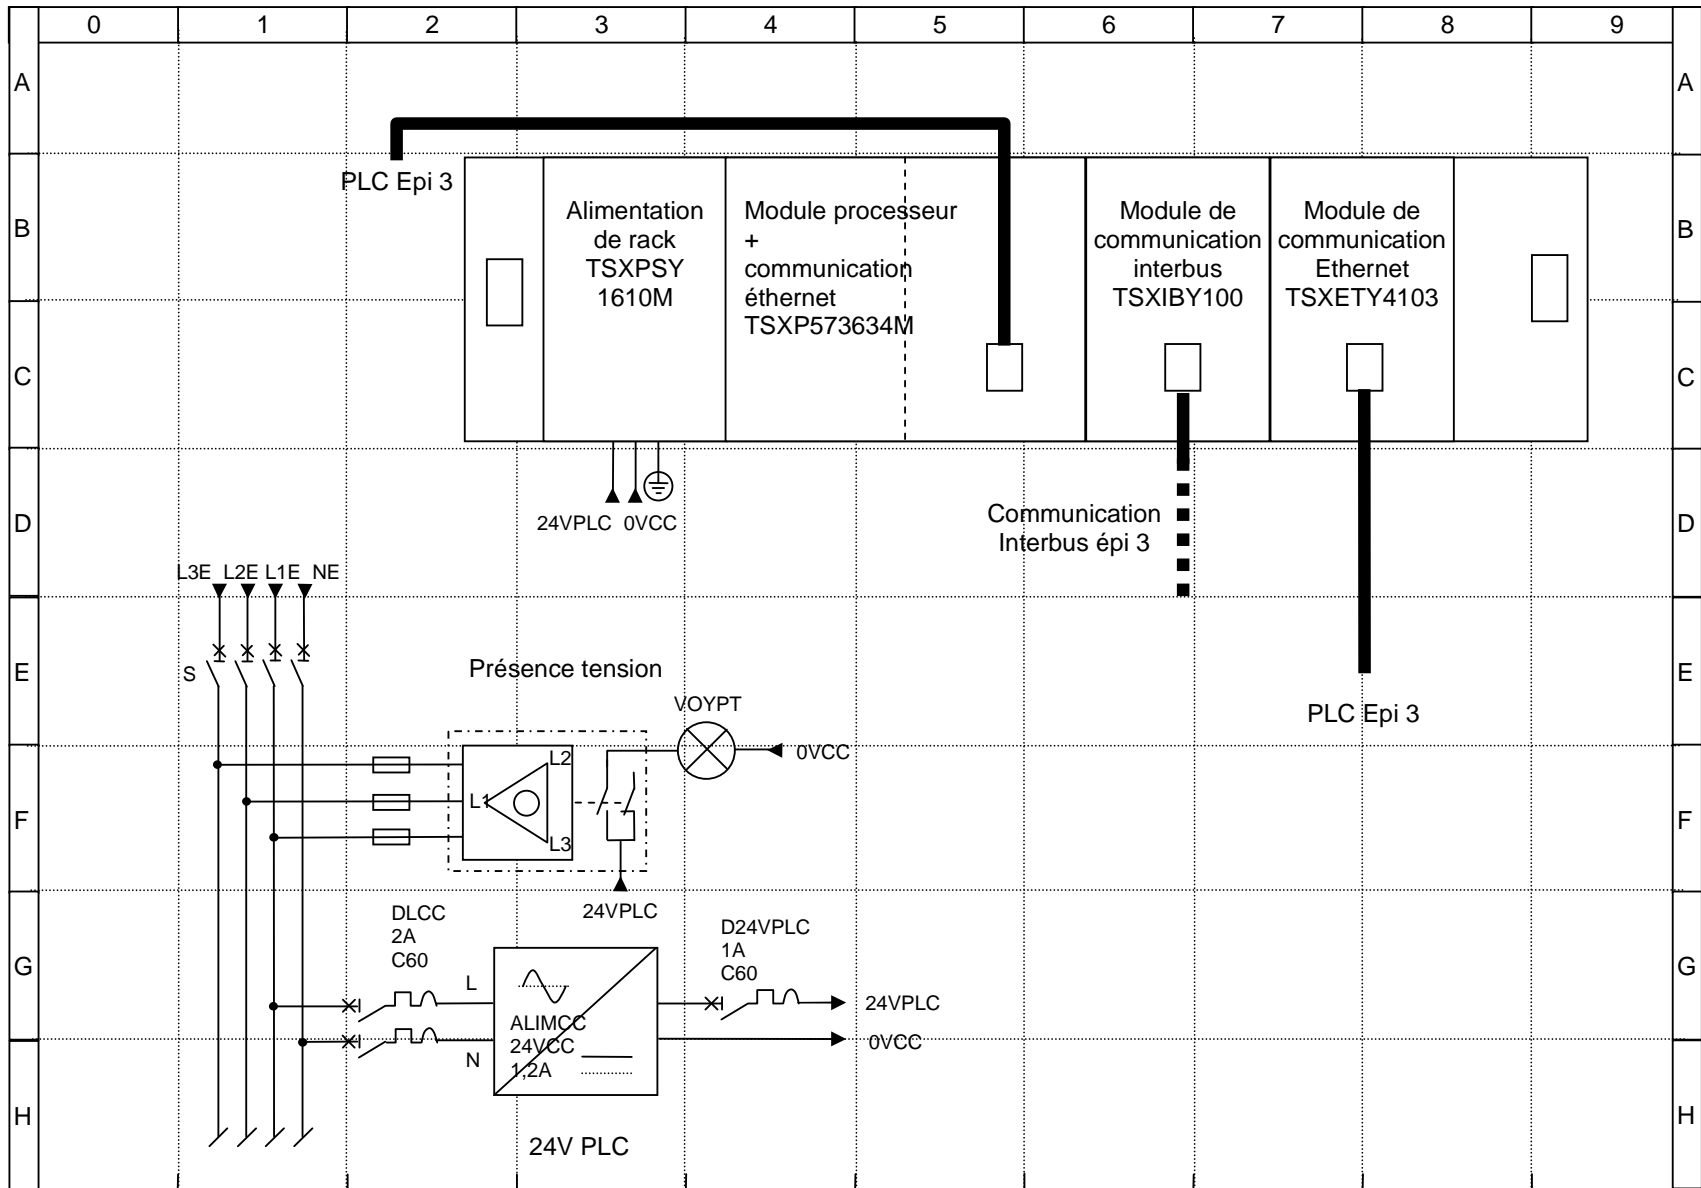 0 1 2 3 4 5 6 7 8 9
A A
PLC Epi 3
B B
Alimentation
de rack
TSXPSY
1610M
Module processeur
+
communication
éthernet
TSXP573634M
Module de
communication
interbus
TSXIBY100
Module de
communication
Ethernet
TSXETY4103
C C
24VPLC 0VCC
Communication
Interbus épi 3
D D
L3E L2E L1E NE
S
E E
Présence tension
VOYPT
PLC Epi 3
0VCC
L2
L1
L3
F F
24VPLC
DLCC
2A
C60
D24VPLC
1A
C60
G G
L
24VPLC
ALIMCC
24VCC
1,2A
0VCC
N
H H
24V PLC